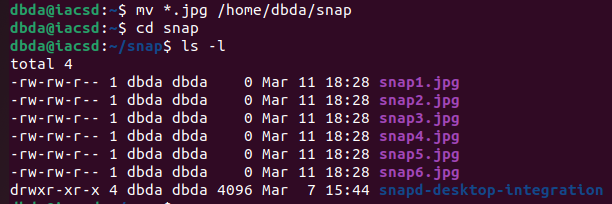 dbda@iacsd:~$ mv *.jpg /home/dbda/snap
dbda@iacsd:~$ cd snap
dbda@iacsd:~/snap$ ls -l
total 4
-rw-rw-r-- 1 dbda dbda    0 Mar 11 18:28 snap1.jpg
-rw-rw-r-- 1 dbda dbda    0 Mar 11 18:28 snap2.jpg
-rw-rw-r-- 1 dbda dbda    0 Mar 11 18:28 snap3.jpg
-rw-rw-r-- 1 dbda dbda    0 Mar 11 18:28 snap4.jpg
-rw-rw-r-- 1 dbda dbda    0 Mar 11 18:28 snap5.jpg
-rw-rw-r-- 1 dbda dbda    0 Mar 11 18:28 snap6.jpg
drwxr-xr-x 4 dbda dbda 4096 Mar  7 15:44 snapd-desktop-integration